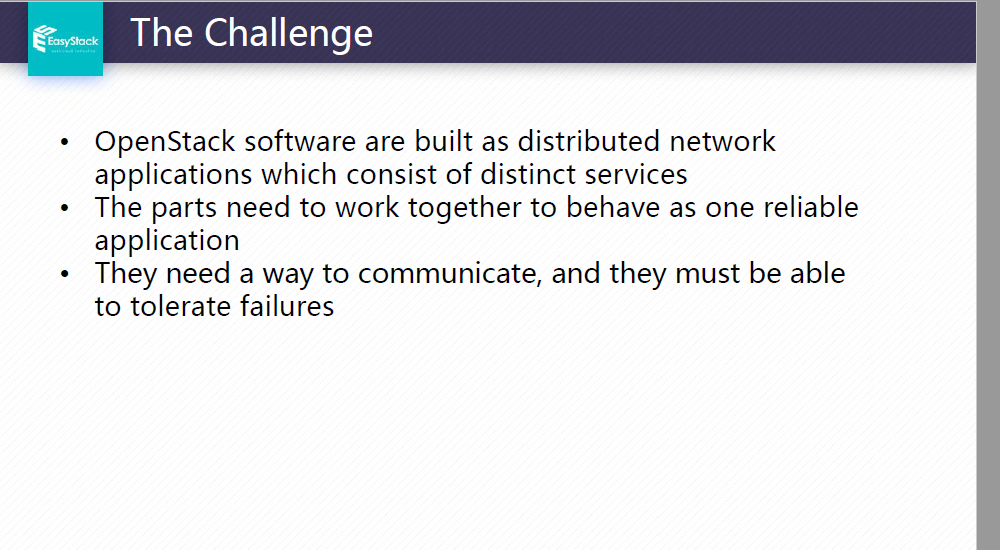 EasyStack
The Challenge
• OpenStack software are built as distributed network
applications which consist of distinct services
• The parts need to work together to behave as one reliable
application
• They need a way to communicate, and they must be able
to tolerate failures